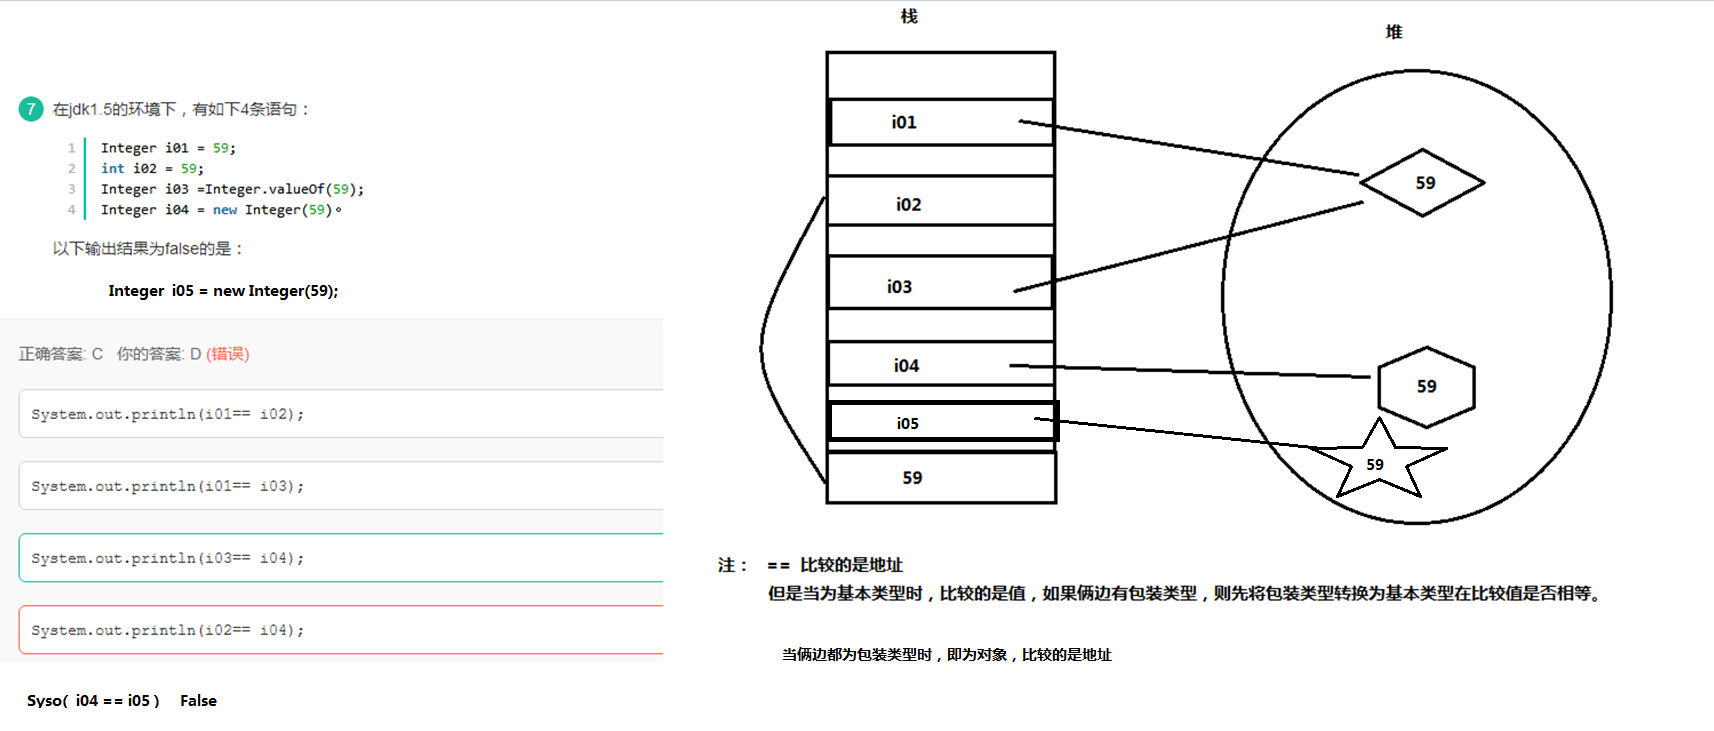 7 在jdk1.5的环境下，有如下4条语句：
1 Integer i01 = 59;
2 int i02 = 59;
3 Integer i03 =Integer.valueOf(59);
4 Integer i04 = new Integer(59)。
以下输出结果为false的是：
Integer i05 = new Integer(59);
正确答案: C 你的答案: D (错误)
System.out.println(i01== i02);
System.out.println(i01== i03);
System.out.println(i03== i04);
System.out.println(i02== i04);
Syso( i04 == i05 ) False
栈
i01
i02
i03
i04
i05
59
堆
59
59
59
注： == 比较的是地址
但是当为基本类型时，比较的是值，如果俩边有包装类型，则先将包装类型转换为基本类型在比较值是否相等。
当俩边都为包装类型时，即为对象，比较的是地址